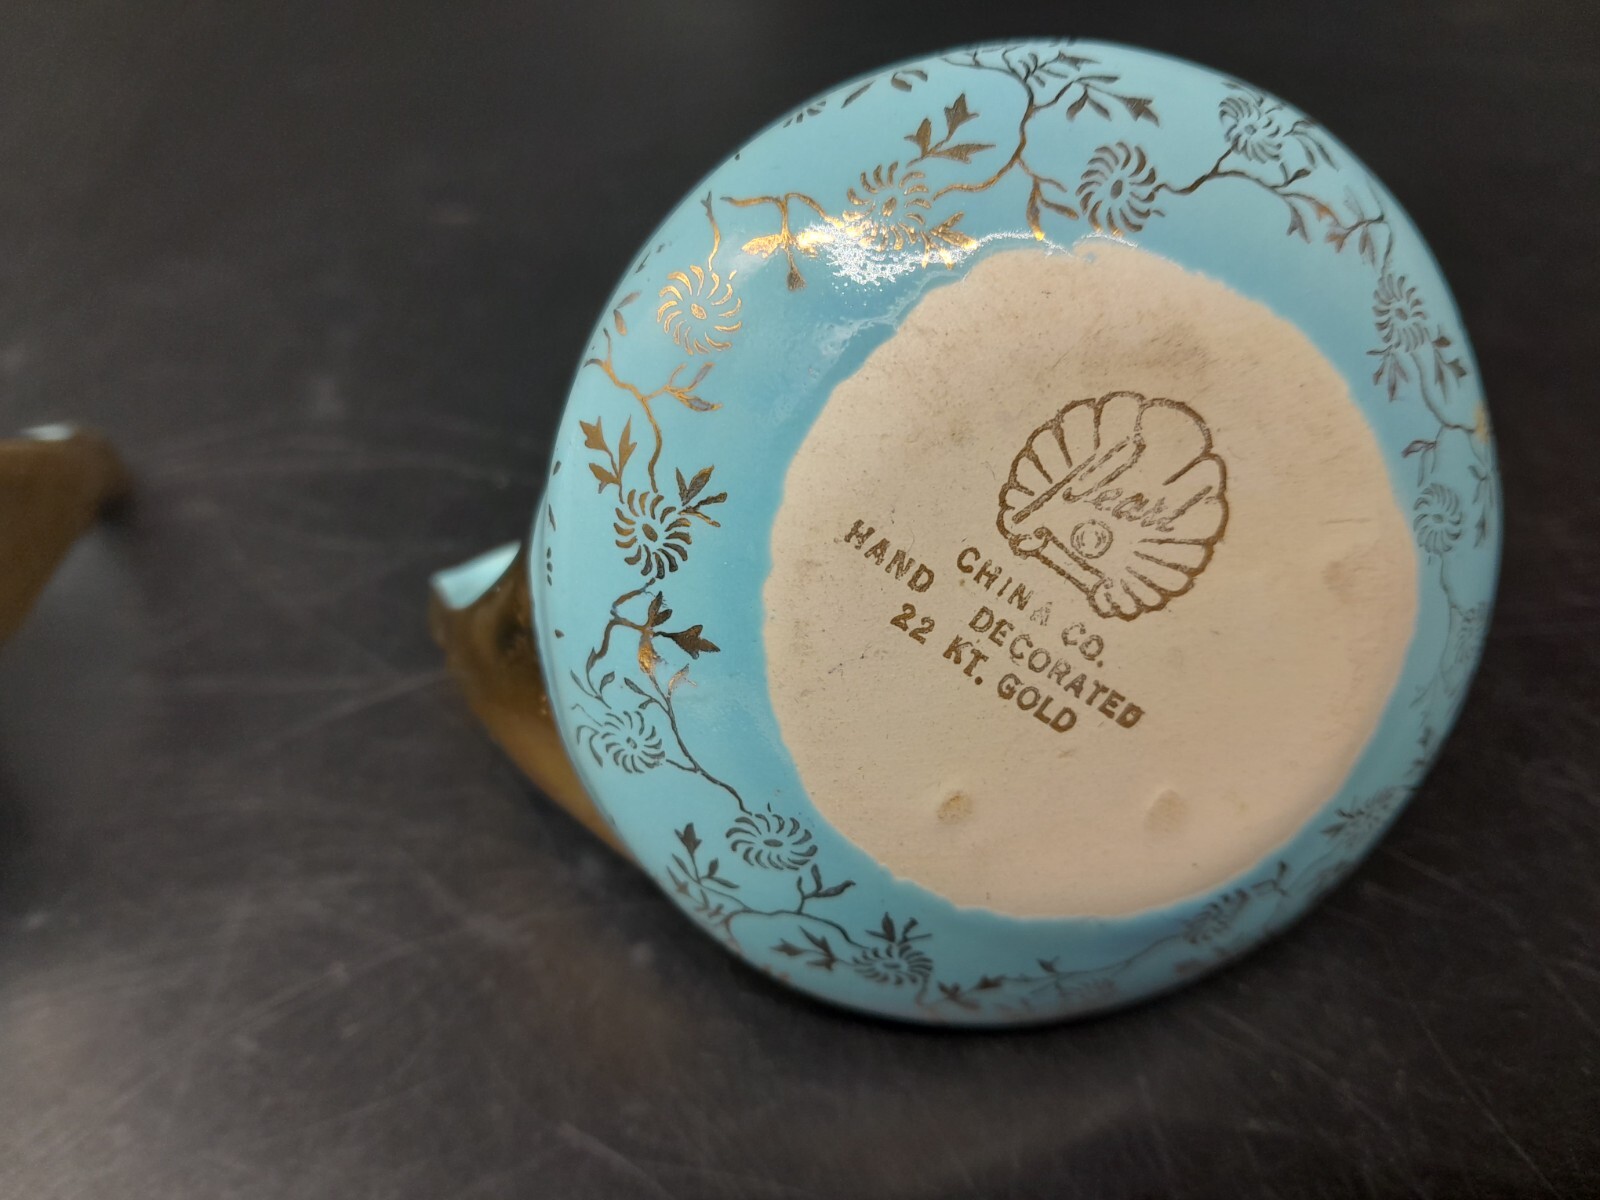 Pearl
CHINA CO.
HAND DECORATED
22 KT. GOLD